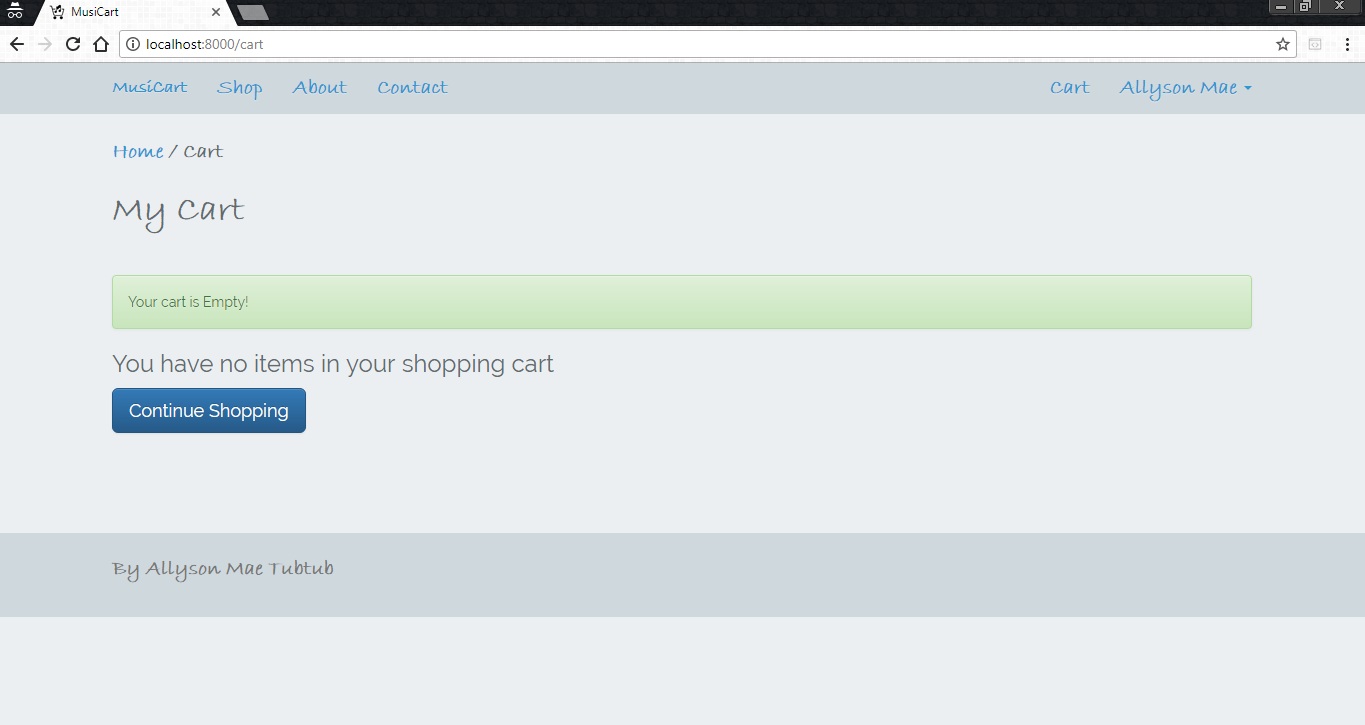 MusiCart
localhost:8000/cart
MusiCart Shop About Contact Cart Allyson Mae
Home / Cart
My Cart
Your cart is Empty!
You have no items in your shopping cart
Continue Shopping
By Allyson Mae Tubtub